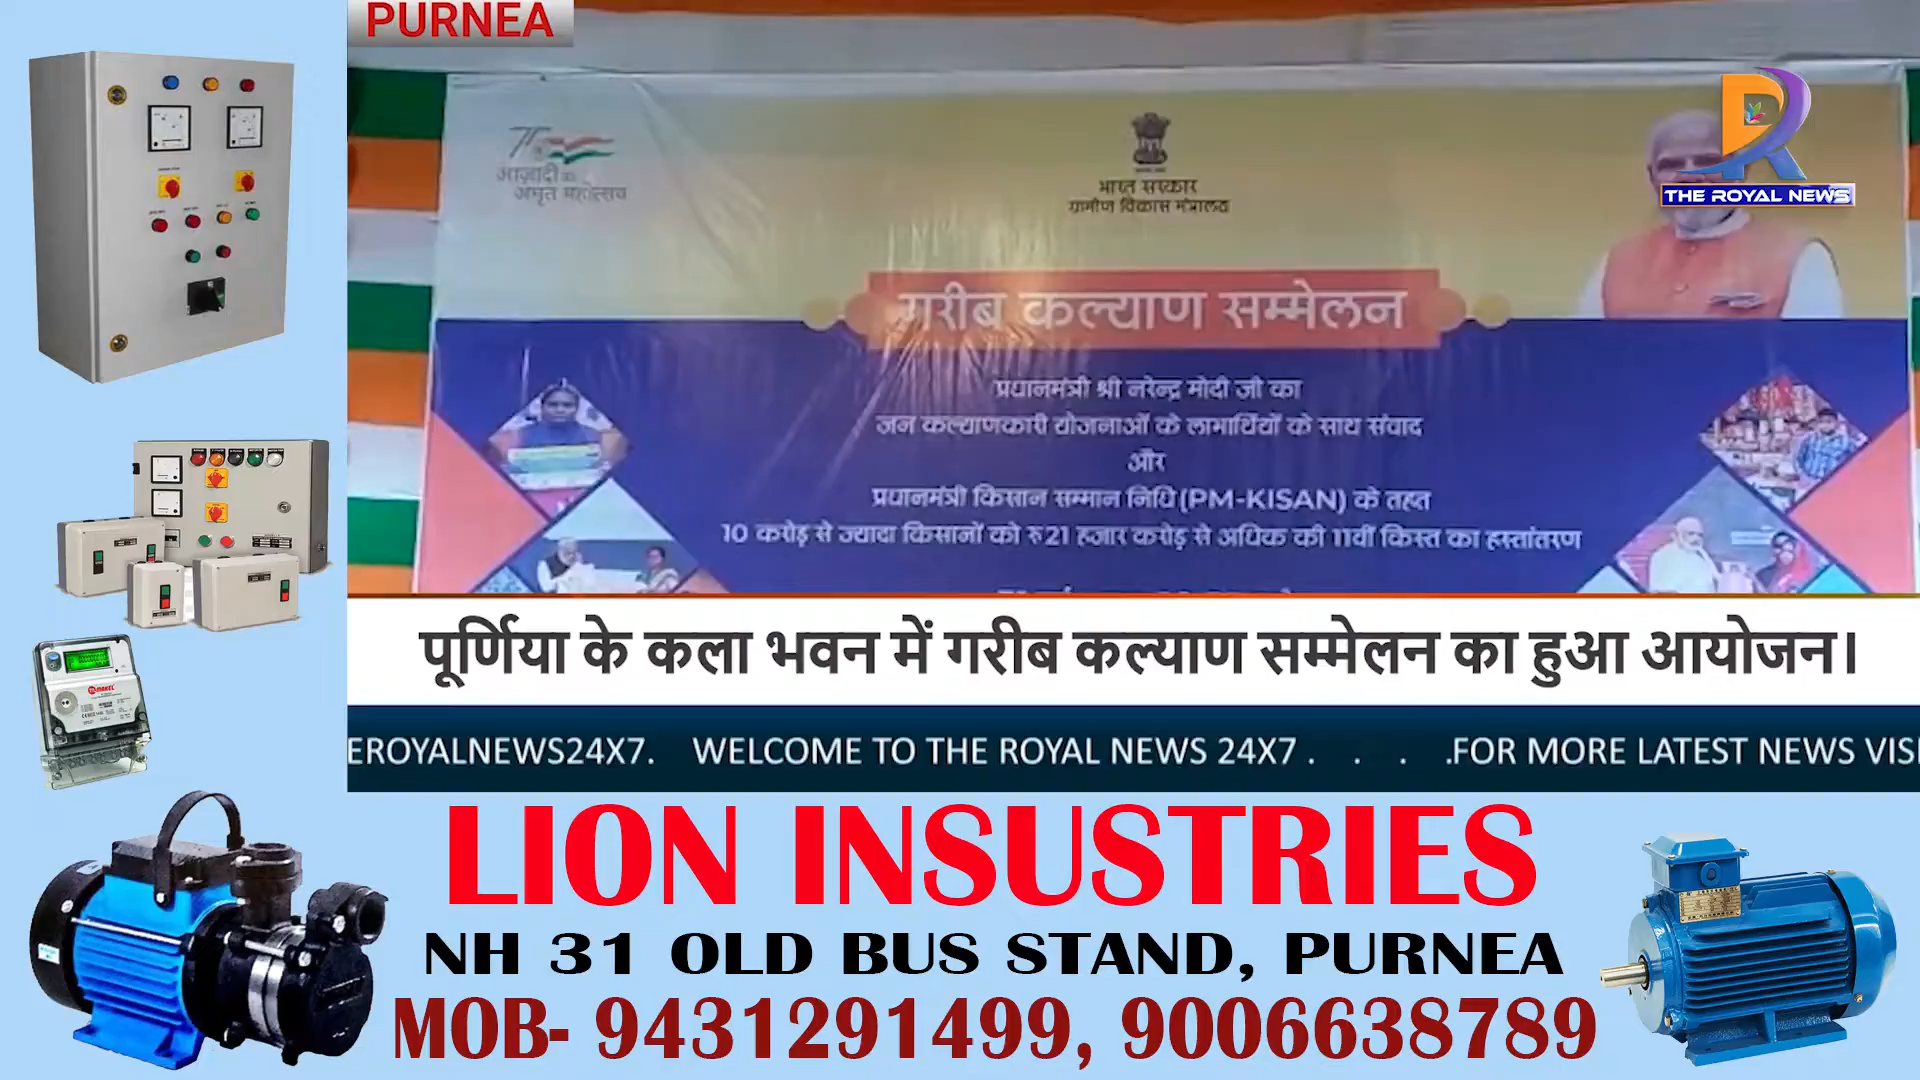 PURNEA
THE ROYAL NEWS
आज़ादी का
अमृत महोत्सव
भारत सरकार
ग्रामीण विकास मंत्रालय
गरीब कल्याण सम्मेलन
प्रधानमंत्री श्री नरेन्द्र मोदी जी का
जन कल्याणकारी योजनाओं के लाभार्थियों के साथ संवाद
और
प्रधानमंत्री किसान सम्मान निधि (PM-KISAN) के तहत
10 करोड़ से ज्यादा किसानों को रु 21 हजार करोड़ से अधिक की 11वीं किस्त का हस्तांतरण
पूर्णिया के कला भवन में गरीब कल्याण सम्मेलन का हुआ आयोजन।
EROYALNEWS24X7. WELCOME TO THE ROYAL NEWS 24X7 . . . .FOR MORE LATEST NEWS VISI
LION INSUSTRIES
NH 31 OLD BUS STAND, PURNEA
MOB- 9431291499, 9006638789